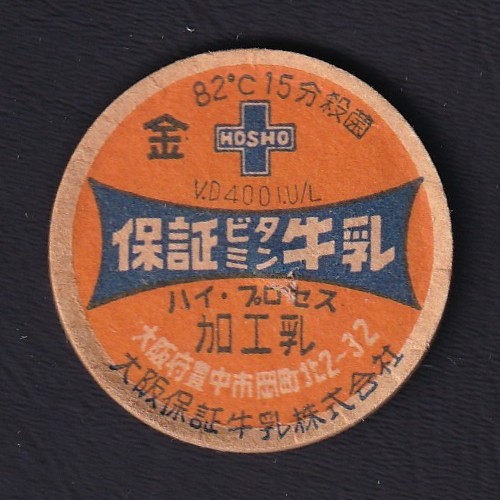 82°C15分殺菌
金
HOSHO
V.D400I.U/L
保証ビタミン牛乳
ハイ・プロセス
加工乳
大阪府豊中市岡町北2~32
大阪保証牛乳株式会社